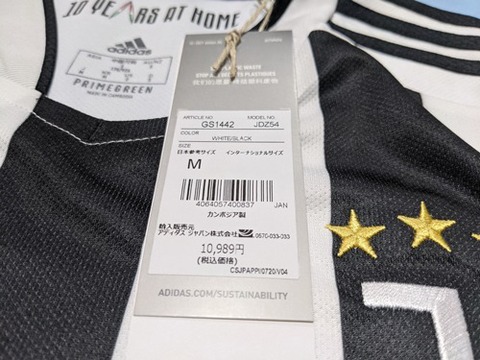 10 YEARS AT HOME
adidas
M
PRIMEGREEN
MADE IN CAMBODIA
ARTICLE NO. MODEL NO.
GS1442 JDZ54
COLOR
WHITE/BLACK
SIZE
日本参考サイズ インターナショナルサイズ
M
4064057400837 JAN
カンボジア製
輸入販売元
アディダス ジャパン株式会社 0570-033-033
10,989円
(税込価格)
CSJPAPPI0720/V04
ADIDAS.COM/SUSTAINABILITY